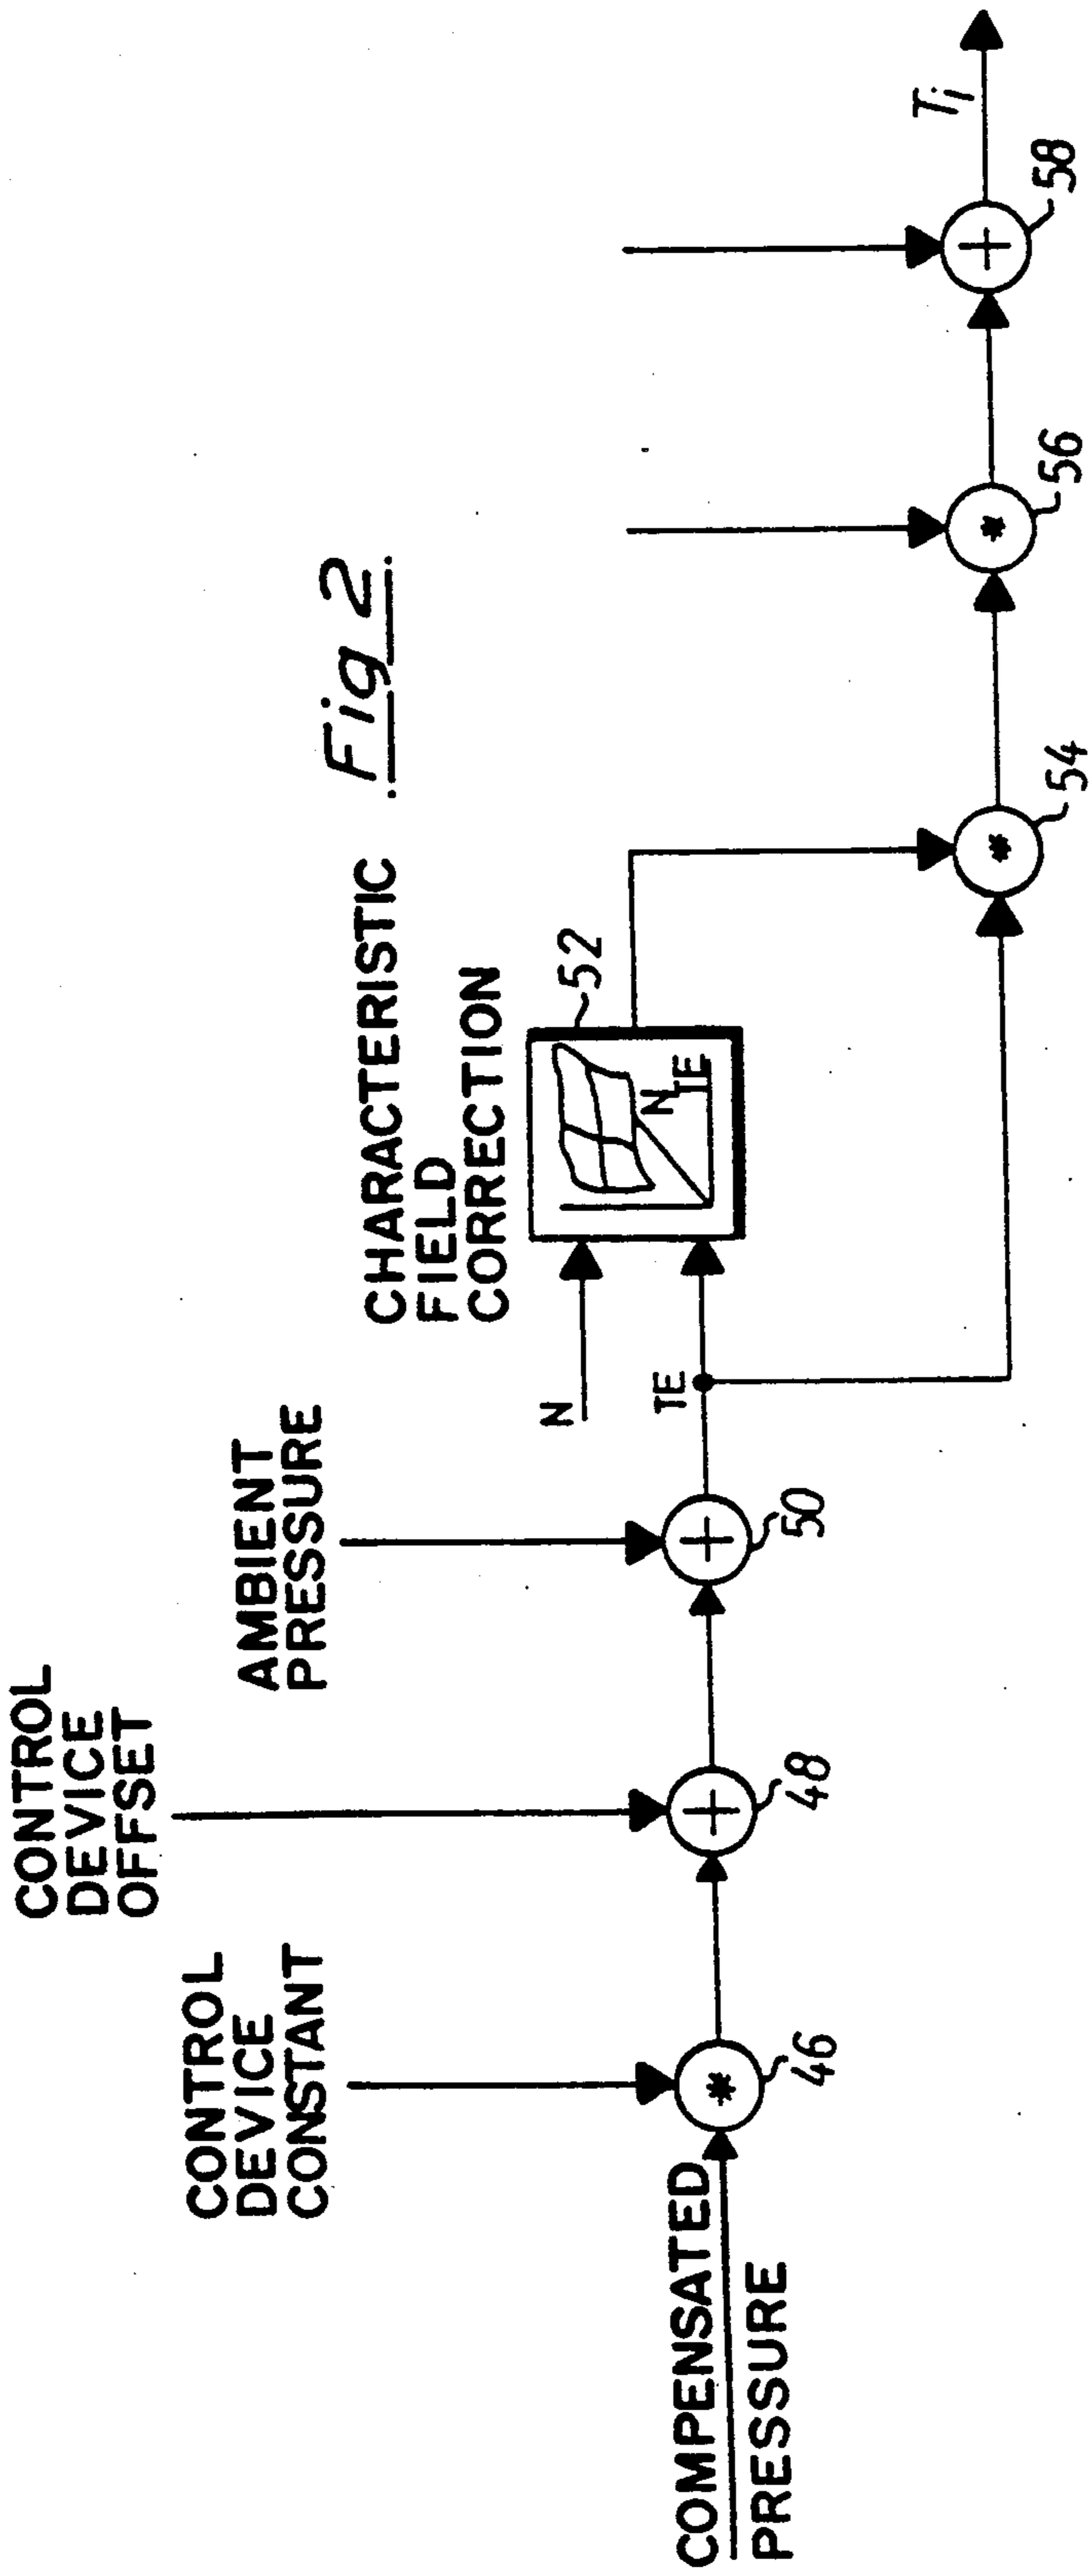 CONTROL
DEVICE
OFFSET
CONTROL
DEVICE
CONSTANT
AMBIENT
PRESSURE
CHARACTERISTIC
FIELD
CORRECTION
Fig 2
COMPENSATED
PRESSURE
*
46
+
48
+
50
TE
N
N
TE
52
*
54
*
56
+
58
Ti